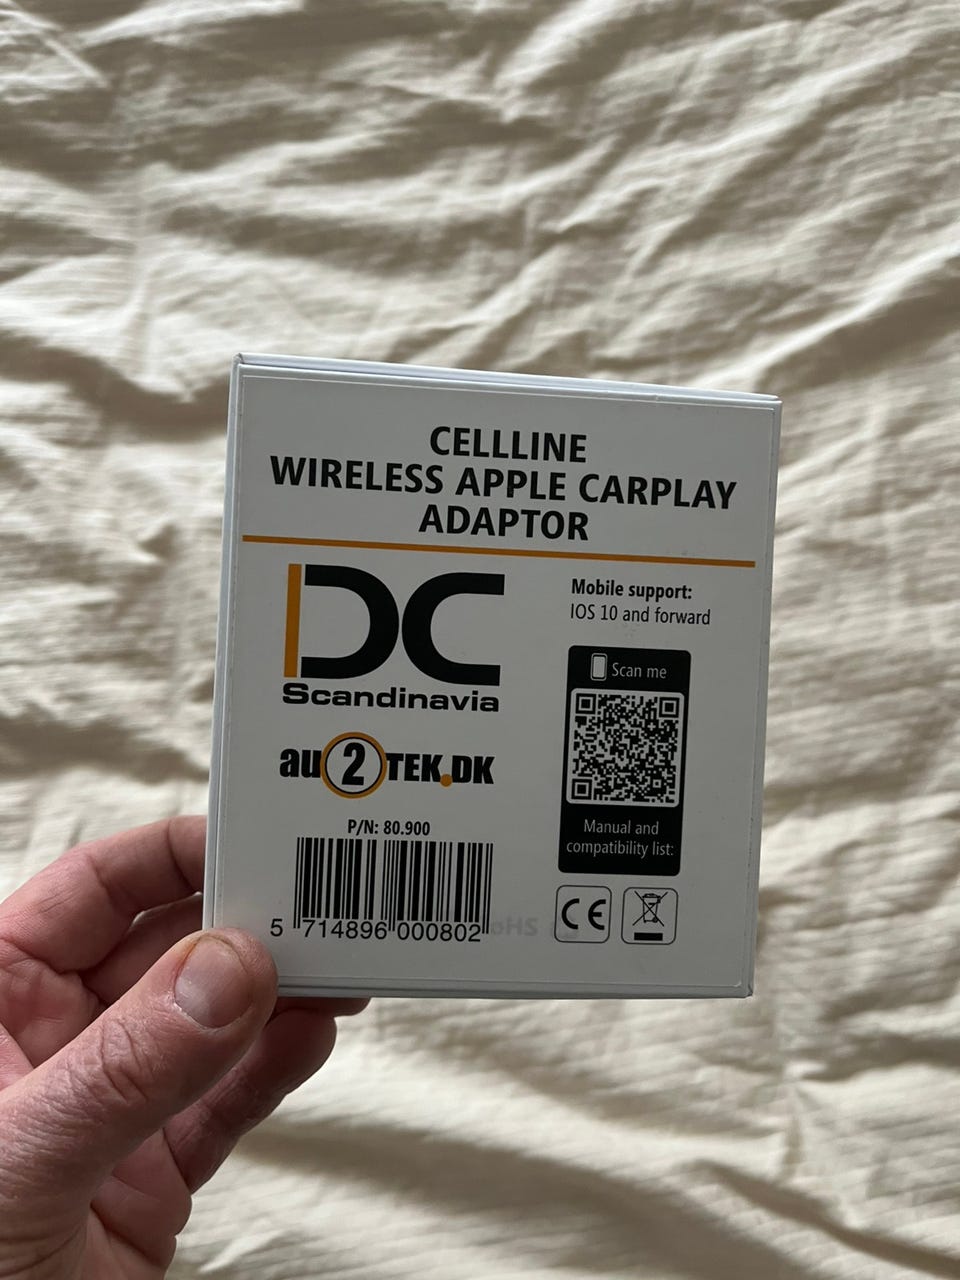 CELLLINE
WIRELESS APPLE CARPLAY
ADAPTOR
DC
Scandinavia
au2TEK.DK
P/N: 80.900
5 714896 000802
Mobile support:
IOS 10 and forward
Scan me
Manual and
compatibility list:
CE